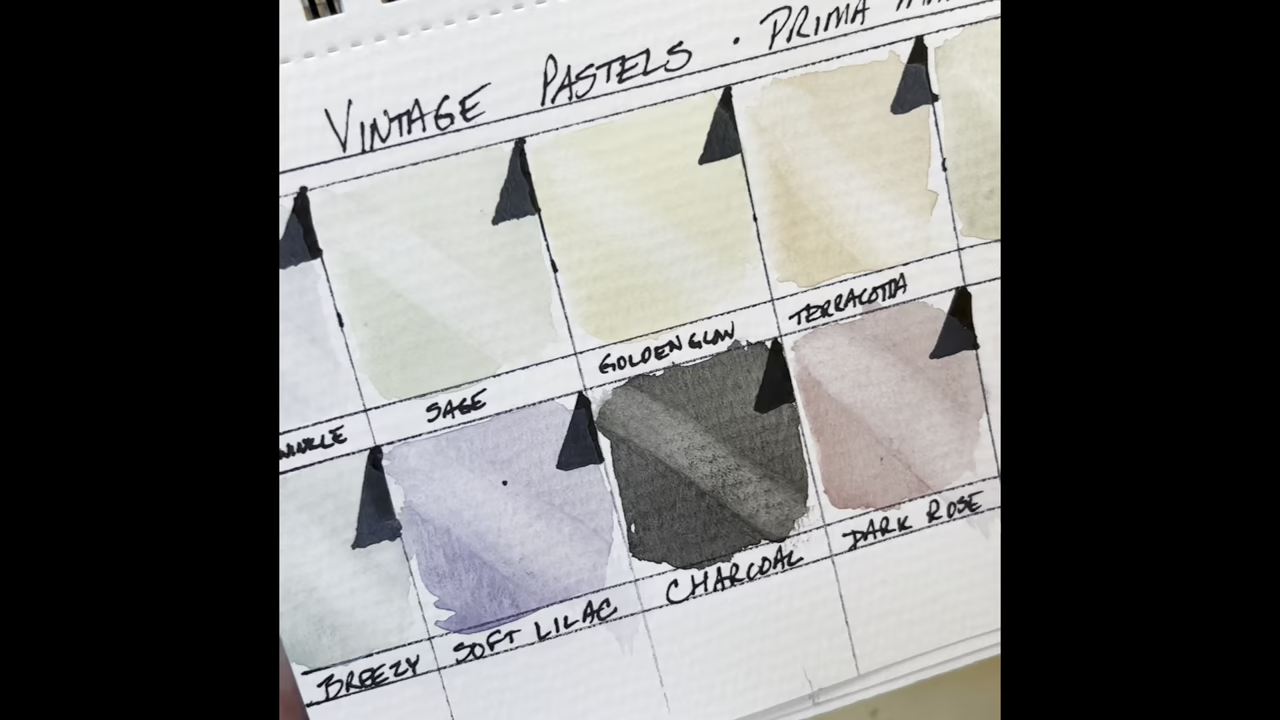 VINTAGE PASTELS . PRIMA
SAGE GOLDEN GLOW TERRACOTTA
BREEZY SOFT LILAC CHARCOAL DARK ROSE